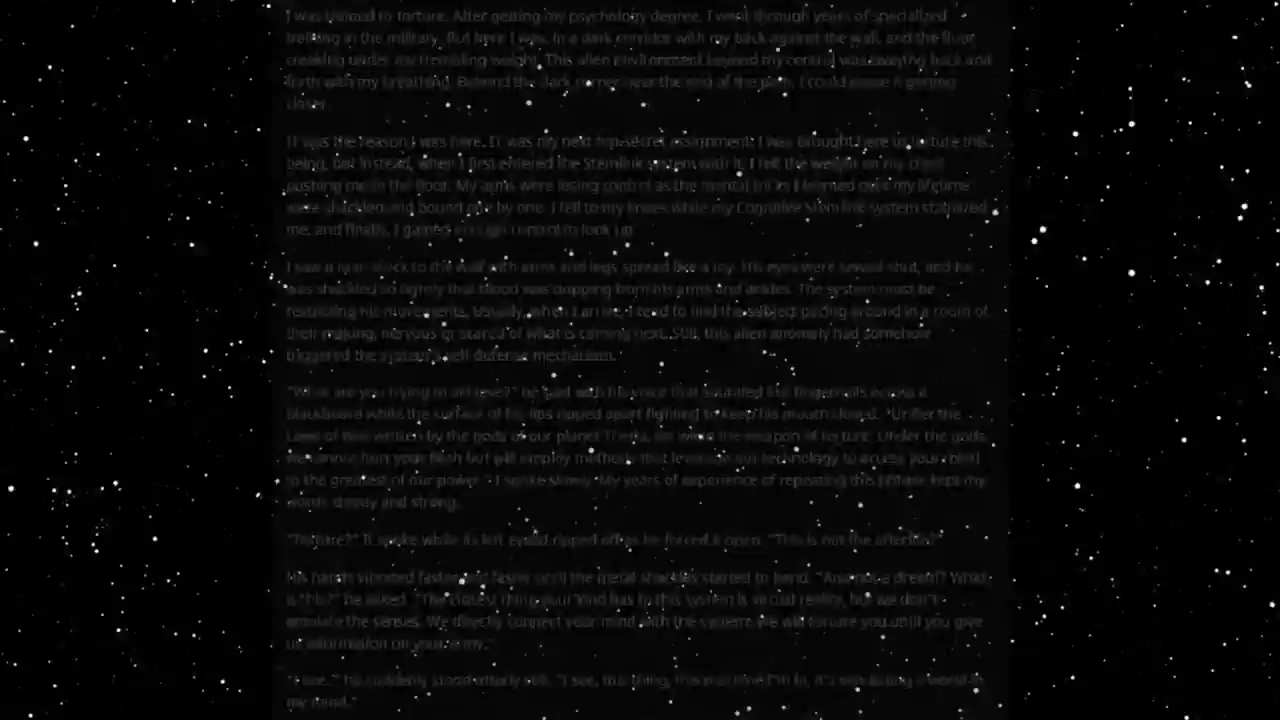 I was trained to torture. After getting my psychology degree, I went through years of specialized
training in the military. But here I was, in a dark corridor with my back against the wall, and the floor
creaking under my trembling weight. This alien environment beyond my control was swaying back and
forth with my breathing. Behind the dark corner near the end of the path, I could sense it getting
closer.
It was the reason I was here. It was my next top-secret assignment: I was brought here to torture this
being, but instead, when I first entered the Stemlink system with it, I felt the weight on my chest
pushing me to the floor. My arms were losing control as the mental tricks I learned over my lifetime
were shackled and bound one by one. I fell to my knees while my Cognitive Stemlink system stabilized
me, and finally, I gained enough control to look up.
I saw a man stuck to the wall with arms and legs spread like a toy. His eyes were sewed shut, and he
was shackled so tightly that blood was dripping from his arms and ankles. The system must be
restricting his movements. Usually, when I arrive, I tend to find the subject pacing around in a room of
their making, nervous or scared of what is coming next. Still, this alien anomaly had somehow
triggered the system's self defense mechanism.
"What are you trying to achieve?" he said with his voice that sounded like fingernails across a
blackboard while the surface of his lips ripped apart fighting to keep his mouth closed. "Under the
Laws of War written by the gods of our planet the weapon of torture. Under the gods,
we cannot hurt your flesh but will employ methods that leverage our technology to access your mind
to the greatest of our power." I spoke slowly. My years of experience of repeating this phrase kept my
words steady and strong.
"Torture?" It spoke while its left eyelid ripped off as he forced it open. "This is not the afterlife?"
His hands vibrated faster and faster until the metal shackles started to bend. "And not a dream? What
is this?" he asked. "The closest thing your kind has to this system is virtual reality, but we don't
emulate the senses. We directly connect your mind with the system. We will torture you until you give
us information on your army."
"I see.." he suddenly stood utterly still. "I see, this thing, this machine I'm in, it's simulating a world in
my mind."